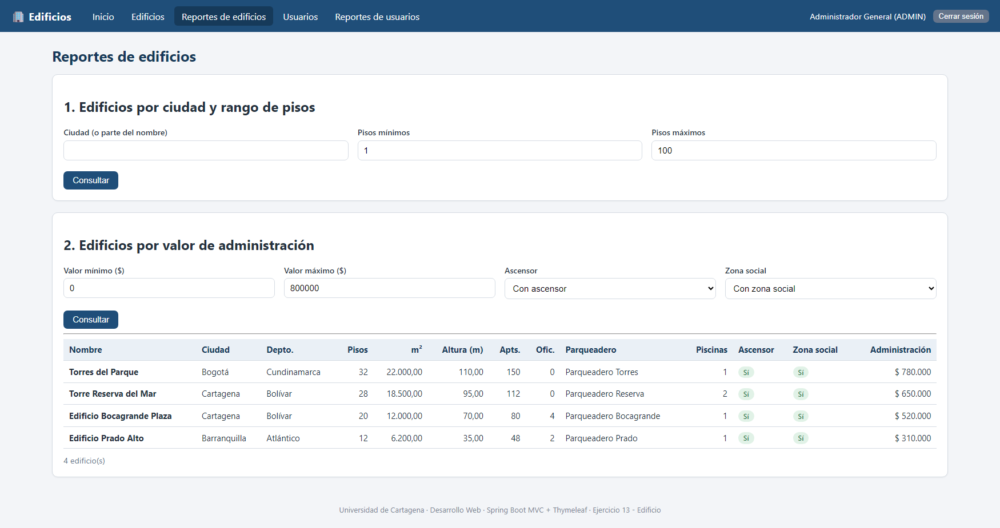 Edificios Inicio Edificios Reportes de edificios Usuarios Reportes de usuarios Administrador General (ADMIN) Cerrar sesión
Reportes de edificios
1. Edificios por ciudad y rango de pisos
Ciudad (o parte del nombre) Pisos mínimos Pisos máximos
1 100
Consultar
2. Edificios por valor de administración
Valor mínimo ($) Valor máximo ($) Ascensor Zona social
0 800000 Con ascensor Con zona social
Consultar
Nombre Ciudad Depto. Pisos m² Altura (m) Apts. Ofic. Parqueadero Piscinas Ascensor Zona social Administración
Torres del Parque Bogotá Cundinamarca 32 22.000,00 110,00 150 0 Parqueadero Torres 1 Sí Sí $ 780.000
Torre Reserva del Mar Cartagena Bolívar 28 18.500,00 95,00 112 0 Parqueadero Reserva 2 Sí Sí $ 650.000
Edificio Bocagrande Plaza Cartagena Bolívar 20 12.000,00 70,00 80 4 Parqueadero Bocagrande 1 Sí Sí $ 520.000
Edificio Prado Alto Barranquilla Atlántico 12 6.200,00 35,00 48 2 Parqueadero Prado 1 Sí Sí $ 310.000
4 edificio(s)
Universidad de Cartagena · Desarrollo Web · Spring Boot MVC + Thymeleaf · Ejercicio 13 - Edificio